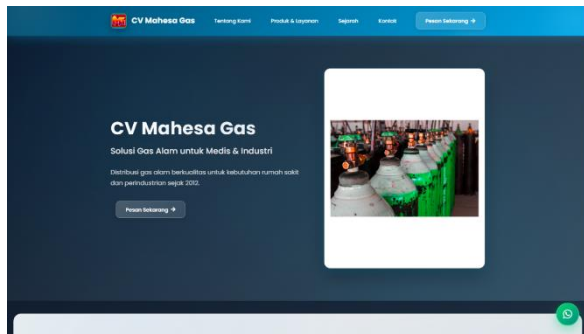 CV Mahesa Gas
Tentang Kami
Produk & Layanan
Sejarah
Kontak
Pesan Sekarang →
CV Mahesa Gas
Solusi Gas Alam untuk Medis & Industri
Distribusi gas alam berkualitas untuk kebutuhan rumah sakit
dan perindustrian sejak 2012.
Pesan Sekarang →